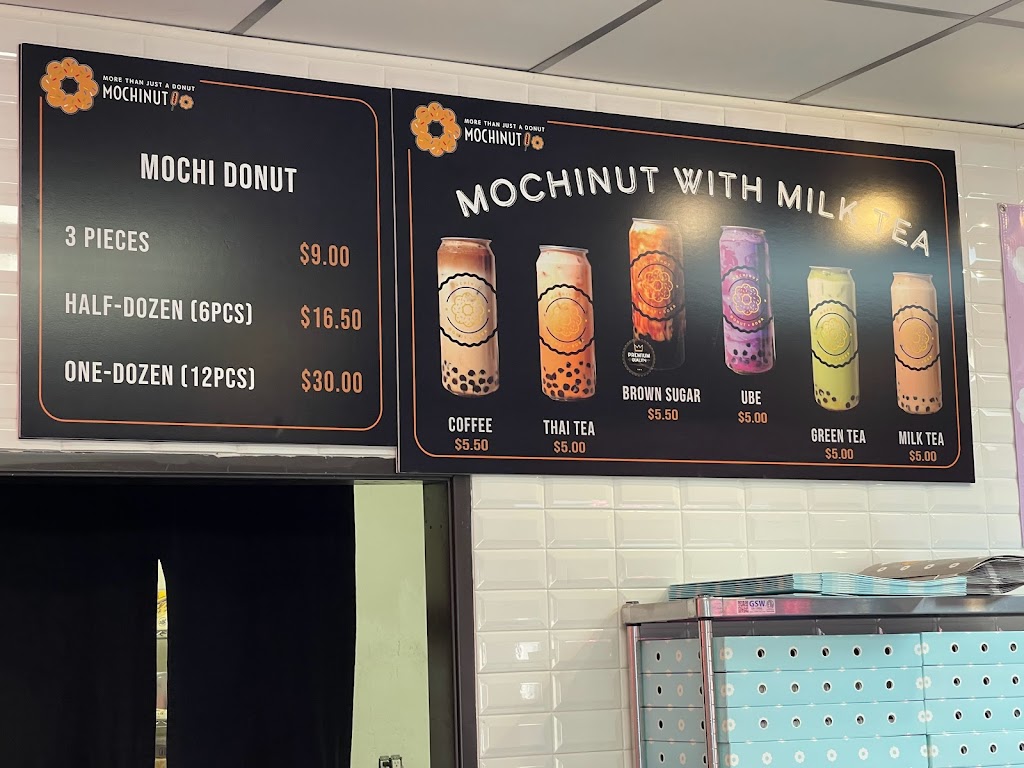 MORE THAN JUST A DONUT
MOCHINUT
MOCHI DONUT
3 PIECES $9.00
HALF-DOZEN (6PCS) $16.50
ONE-DOZEN (12PCS) $30.00
MORE THAN JUST A DONUT
MOCHINUT
MOCHINUT WITH MILK TEA
PREMIUM
QUALITY
COFFEE
$5.50
THAI TEA
$5.00
BROWN SUGAR
$5.50
UBE
$5.00
GREEN TEA
$5.00
MILK TEA
$5.00
GSW